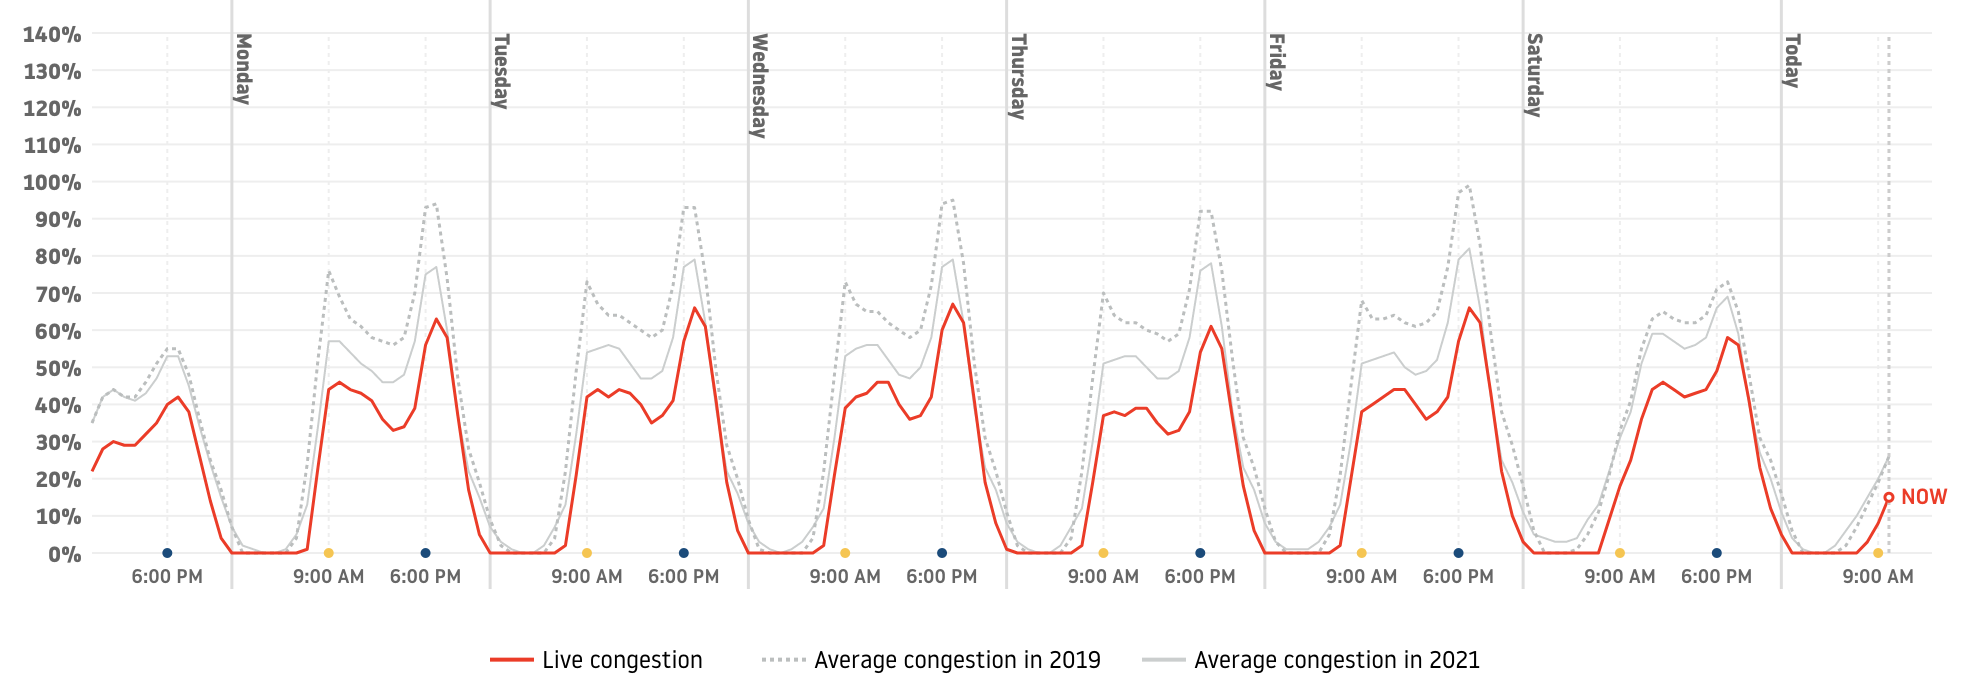 140%
130%
120%
110%
100%
90%
80%
70%
60%
50%
40%
30%
20%
10%
0%
Monday
Tuesday
Wednesday
Thursday
Friday
Saturday
Today
NOW
6:00 PM 9:00 AM 6:00 PM 9:00 AM 6:00 PM 9:00 AM 6:00 PM 9:00 AM 6:00 PM 9:00 AM 6:00 PM 9:00 AM 6:00 PM 9:00 AM
Live congestion Average congestion in 2019 Average congestion in 2021